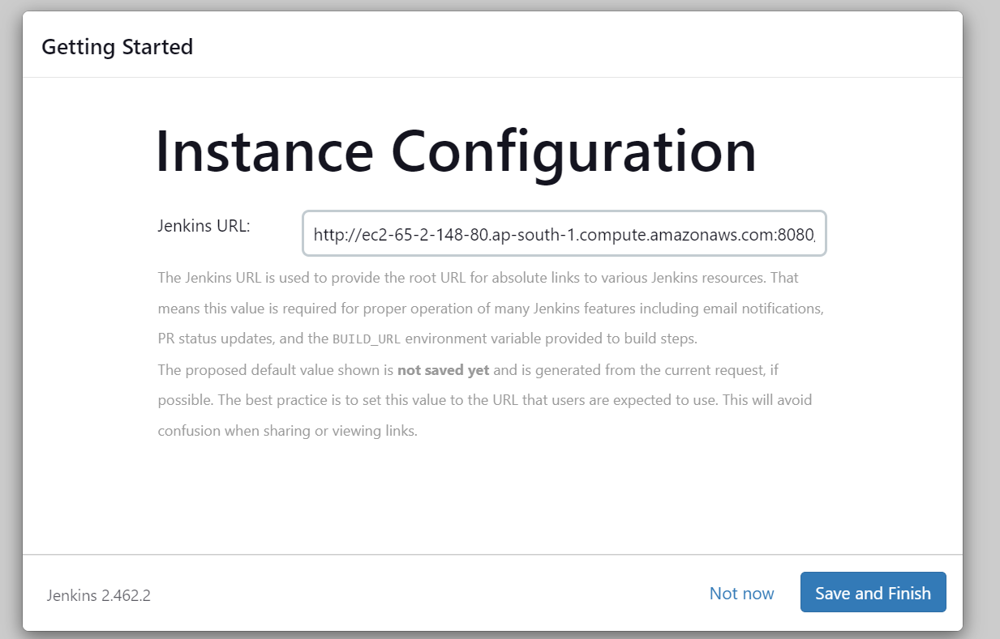 Getting Started
Instance Configuration
Jenkins URL:
http://ec2-65-2-148-80.ap-south-1.compute.amazonaws.com:8080/
The Jenkins URL is used to provide the root URL for absolute links to various Jenkins resources. That
means this value is required for proper operation of many Jenkins features including email notifications,
PR status updates, and the BUILD_URL environment variable provided to build steps.
The proposed default value shown is not saved yet and is generated from the current request, if
possible. The best practice is to set this value to the URL that users are expected to use. This will avoid
confusion when sharing or viewing links.
Jenkins 2.462.2
Not now
Save and Finish